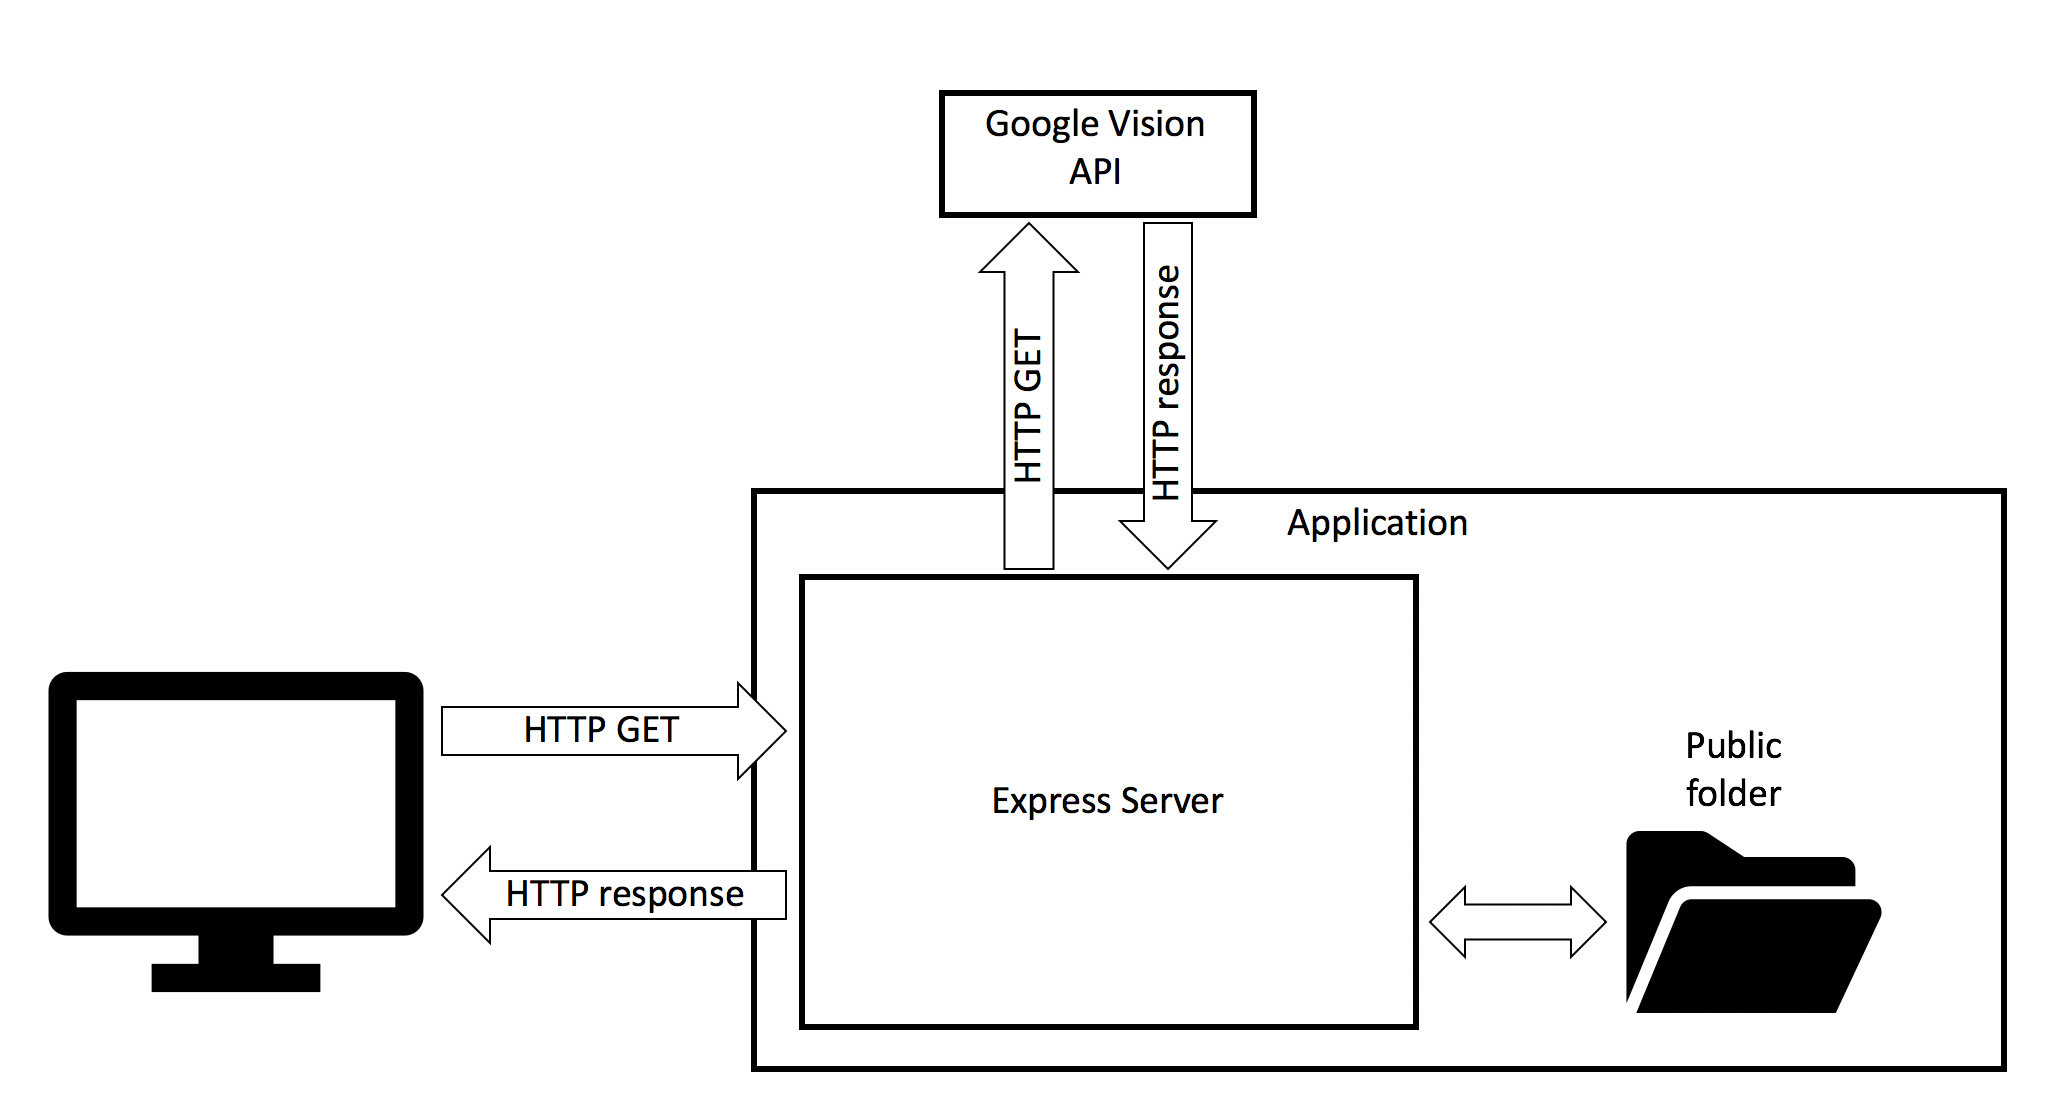 Google Vision
API
HTTP GET
HTTP response
Application
HTTP GET
HTTP response
Express Server
Public
folder